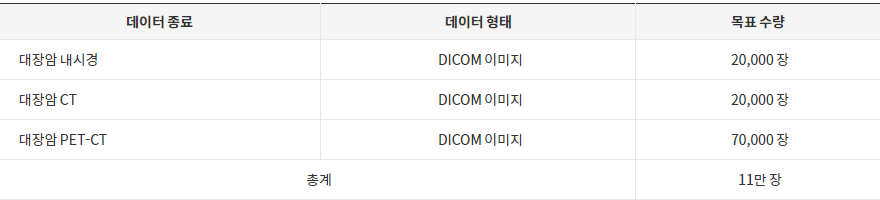 데이터 종료 데이터 형태 목표 수량
대장암 내시경 DICOM 이미지 20,000 장
대장암 CT DICOM 이미지 20,000 장
대장암 PET-CT DICOM 이미지 70,000 장
총계 11만 장